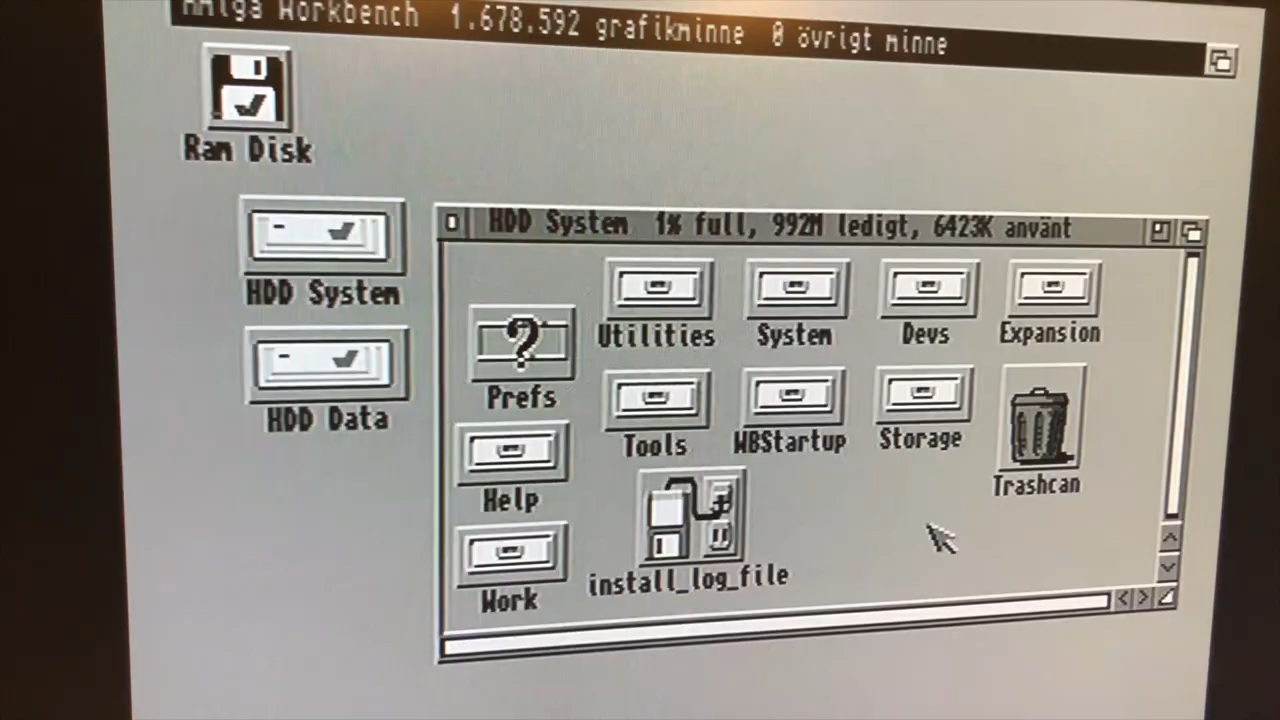 Amiga Workbench 1.678.592 grafikminne 0 övrigt minne
Ram Disk
HDD System
HDD Data
HDD System 1% full, 992M ledigt, 6423K använt
Utilities System Devs Expansion
Prefs
Tools WBStartup Storage
Trashcan
Help
install_log_file
Work